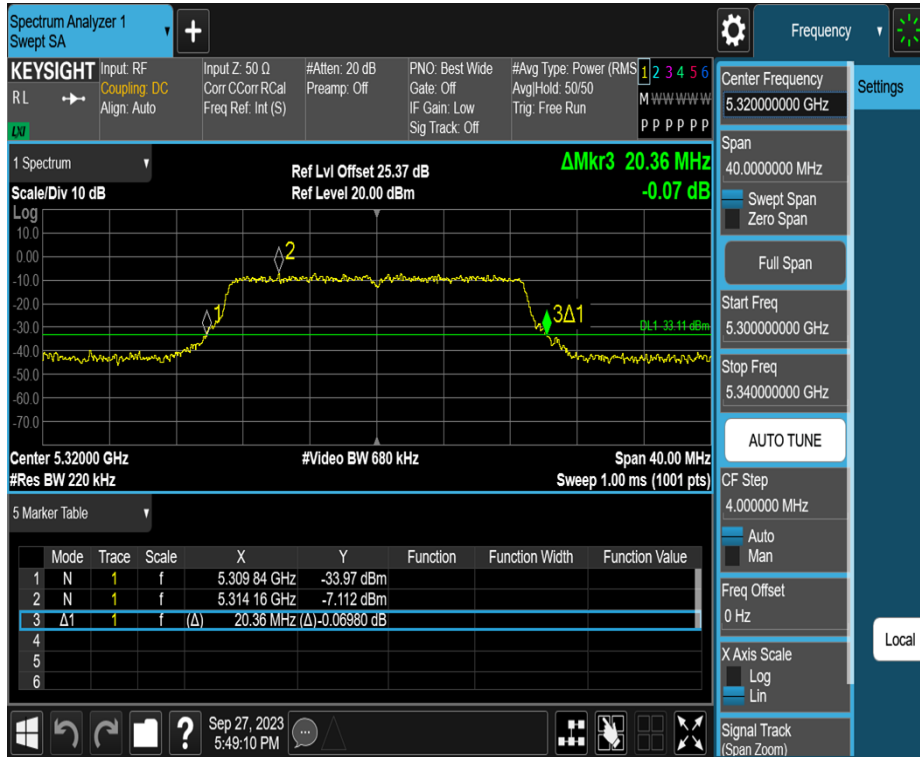 Spectrum Analyzer 1
Swept SA
+
Frequency
KEYSIGHT
RL
LXI
Input: RF
Coupling: DC
Align: Auto
Input Z: 50 Ω
Corr CCorr RCal
Freq Ref: Int (S)
#Atten: 20 dB
Preamp: Off
PNO: Best Wide
Gate: Off
IF Gain: Low
Sig Track: Off
#Avg Type: Power (RMS
Avg|Hold: 50/50
Trig: Free Run
1 2 3 4 5 6
M W W W W W
P P P P P P
1 Spectrum
Scale/Div 10 dB
Ref Lvl Offset 25.37 dB
Ref Level 20.00 dBm
ΔMkr3 20.36 MHz
-0.07 dB
Log
10.0
0.00
-10.0
-20.0
-30.0
-40.0
-50.0
-60.0
-70.0
2
1
3Δ1
DL1 -33.11 dBm
Center 5.32000 GHz
#Video BW 680 kHz
Span 40.00 MHz
#Res BW 220 kHz
Sweep 1.00 ms (1001 pts)
5 Marker Table
Mode Trace Scale X Y Function Function Width Function Value
1 N 1 f 5.309 84 GHz -33.97 dBm
2 N 1 f 5.314 16 GHz -7.112 dBm
3 Δ1 1 f (Δ) 20.36 MHz (Δ) -0.06980 dB
4
5
6
?
Sep 27, 2023
5:49:10 PM
Center Frequency
5.320000000 GHz
Span
40.0000000 MHz
Swept Span
Zero Span
Full Span
Start Freq
5.300000000 GHz
Stop Freq
5.340000000 GHz
AUTO TUNE
CF Step
4.000000 MHz
Auto
Man
Freq Offset
0 Hz
X Axis Scale
Log
Lin
Signal Track
(Span Zoom)
Settings
Local